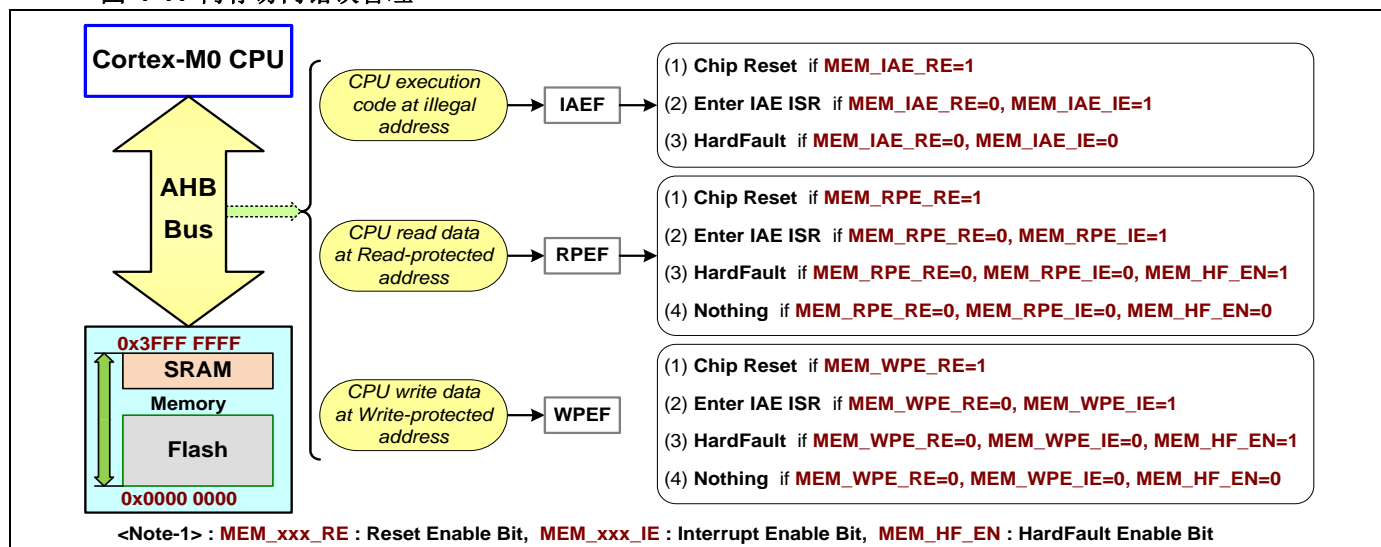 Cortex-M0 CPU
AHB
Bus
0x3FFF FFFF
SRAM
Memory
Flash
0x0000 0000
CPU execution
code at illegal
address
IAEF
(1) Chip Reset if MEM_IAE_RE=1
(2) Enter IAE ISR if MEM_IAE_RE=0, MEM_IAE_IE=1
(3) HardFault if MEM_IAE_RE=0, MEM_IAE_IE=0
CPU read data
at Read-protected
address
RPEF
(1) Chip Reset if MEM_RPE_RE=1
(2) Enter IAE ISR if MEM_RPE_RE=0, MEM_RPE_IE=1
(3) HardFault if MEM_RPE_RE=0, MEM_RPE_IE=0, MEM_HF_EN=1
(4) Nothing if MEM_RPE_RE=0, MEM_RPE_IE=0, MEM_HF_EN=0
CPU write data
at Write-protected
address
WPEF
(1) Chip Reset if MEM_WPE_RE=1
(2) Enter IAE ISR if MEM_WPE_RE=0, MEM_WPE_IE=1
(3) HardFault if MEM_WPE_RE=0, MEM_WPE_IE=0, MEM_HF_EN=1
(4) Nothing if MEM_WPE_RE=0, MEM_WPE_IE=0, MEM_HF_EN=0
<Note-1> : MEM_xxx_RE : Reset Enable Bit, MEM_xxx_IE : Interrupt Enable Bit, MEM_HF_EN : HardFault Enable Bit